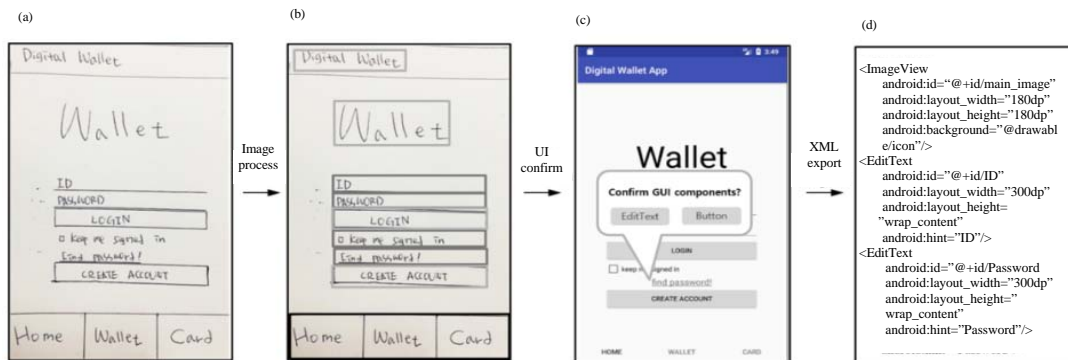 (a)
Digital Wallet
Wallet
ID
PASSWORD
LOGIN
keep me signed in
find password!
CREATE ACCOUNT
Home Wallet Card
Image
process
(b)
Digital Wallet
Wallet
ID
PASSWORD
LOGIN
keep me signed in
find password!
CREATE ACCOUNT
Home Wallet Card
UI
confirm
(c)
3:49
Digital Wallet App
Wallet
Confirm GUI components?
EditText Button
LOGIN
keep signed in
find password!
CREATE ACCOUNT
HOME WALLET CARD
XML
export
(d)
<ImageView
android:id=“@+id/main_image”
android:layout_width=”180dp”
android:layout_height=”180dp”
android:background=”@drawabl
e/icon”/>
<EditText
android:id=”@+id/ID”
android:layout_width=”300dp”
android:layout_height=
”wrap_content”
android:hint=”ID”/>
<EditText
android:id=”@+id/Password
android:layout_width=”300dp”
android:layout_height=”
wrap_content”
android:hint=”Password”/>